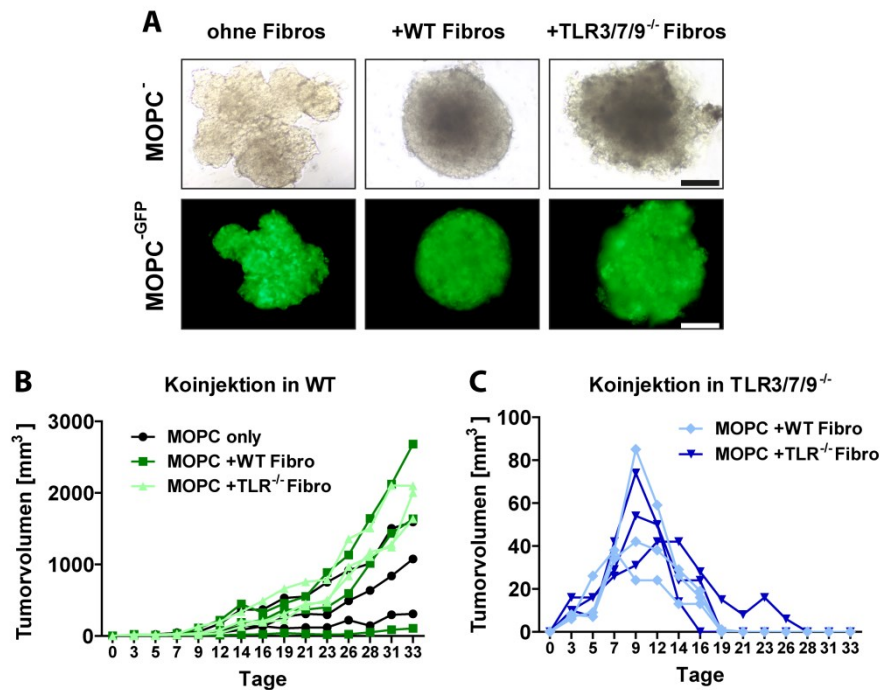 A
ohne Fibros +WT Fibros +TLR3/7/9-/- Fibros
MOPC-
MOPC-GFP
B
Koinjektion in WT
Tumorvolumen [mm³]
3000
2000
1000
0
MOPC only
MOPC +WT Fibro
MOPC +TLR-/- Fibro
0 3 5 7 9 12 14 16 19 21 23 26 28 31 33
Tage
C
Koinjektion in TLR3/7/9-/-
Tumorvolumen [mm³]
100
80
60
40
20
0
MOPC +WT Fibro
MOPC +TLR-/- Fibro
0 3 5 7 9 12 14 16 19 21 23 26 28 31 33
Tage